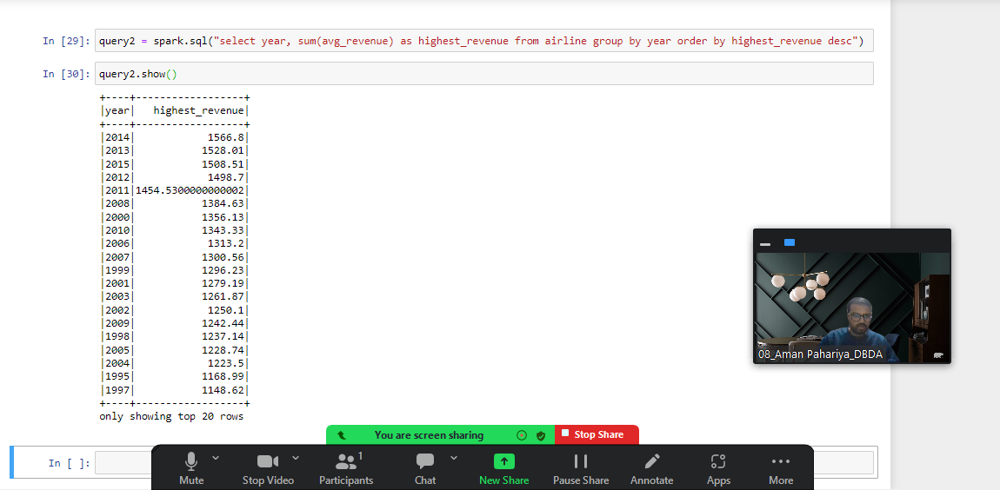 In [29]: query2 = spark.sql("select year, sum(avg_revenue) as highest_revenue from airline group by year order by highest_revenue desc")
In [30]: query2.show()
+----+------------------+
|year|   highest_revenue|
+----+------------------+
|2014|            1566.8|
|2013|           1528.01|
|2015|           1508.51|
|2012|            1498.7|
|2011|1454.5300000000002|
|2008|           1384.63|
|2000|           1356.13|
|2010|           1343.33|
|2006|            1313.2|
|2007|           1300.56|
|1999|           1296.23|
|2001|           1279.19|
|2003|           1261.87|
|2002|            1250.1|
|2009|           1242.44|
|1998|           1237.14|
|2005|           1228.74|
|2004|            1223.5|
|1995|           1168.99|
|1997|           1148.62|
+----+------------------+
only showing top 20 rows
08_Aman Pahariya_DBDA
You are screen sharing
Stop Share
In [ ]:
1
Mute
Stop Video
Participants
Chat
New Share
Pause Share
Annotate
Apps
More